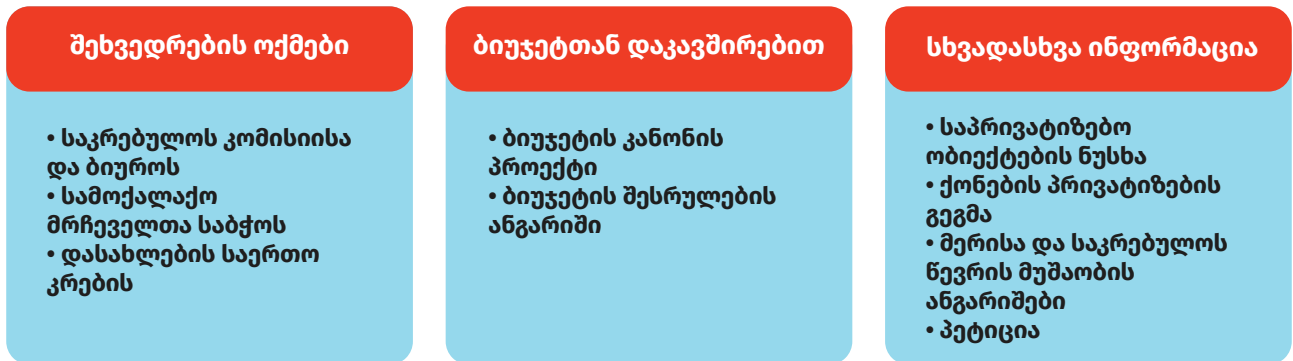 შეხვედრების ოქმები
• საკრებულოს კომისიისა
და ბიუროს
• სამოქალაქო
მრჩეველთა საბჭოს
• დასახლების საერთო
კრების
ბიუჯეტთან დაკავშირებით
• ბიუჯეტის კანონის
პროექტი
• ბიუჯეტის შესრულების
ანგარიში
სხვადასხვა ინფორმაცია
• საპრივატიზებო
ობიექტების ნუსხა
• ქონების პრივატიზების
გეგმა
• მერისა და საკრებულოს
წევრის მუშაობის
ანგარიშები
• პეტიცია